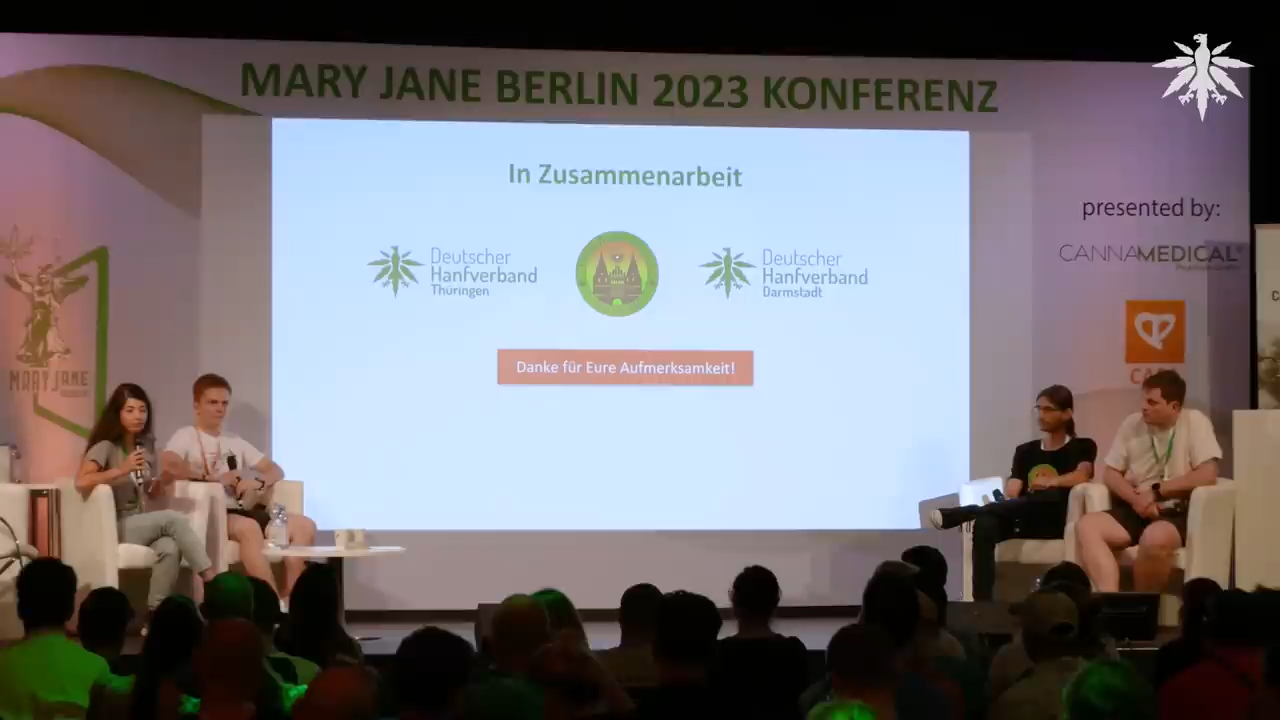 MARY JANE BERLIN 2023 KONFERENZ
In Zusammenarbeit
Deutscher
Hanfverband
Thüringen
Deutscher
Hanfverband
Darmstadt
Danke für Eure Aufmerksamkeit!
presented by:
CANNAMEDICAL®
MARY JANE